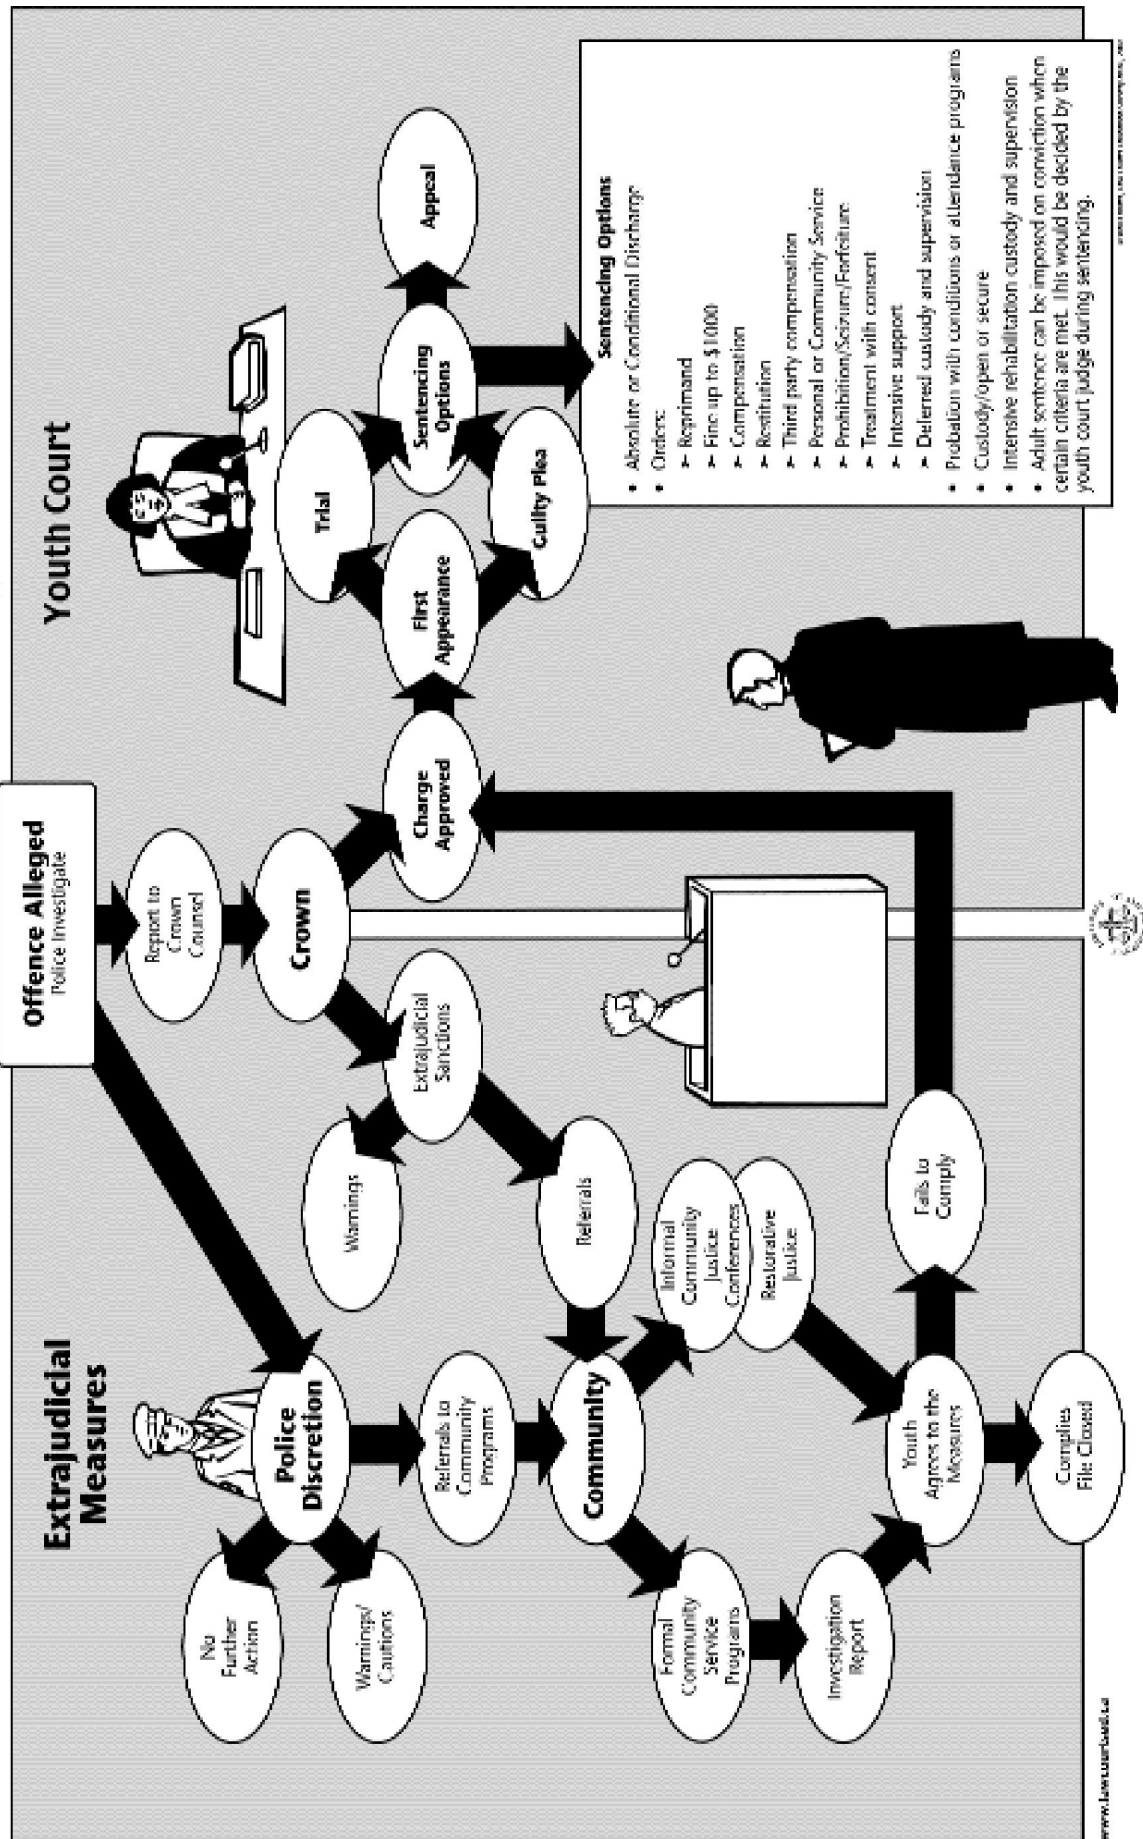 Offence Alleged
Police Investigate
Extrajudicial
Measures
Youth Court
Report to
Crown
Counsel
Crown
Police
Discretion
No
Further
Action
Warnings/
Cautions
Referrals to
Community
Programs
Community
Warnings
Extrajudicial
Sanctions
Referrals
Informal
Community
Justice
Conferences
Restorative
Justice
Formal
Community
Service
Programs
Investigation
Report
Youth
Agrees to the
Measures
Complies
File Closed
Fails to
Comply
Charge
Approved
First
Appearance
Trial
Guilty Plea
Sentencing
Options
Appeal
Sentencing Options
• Absolute or Conditional Discharge
• Orders:
➢ Reprimand
➢ Fine up to $1000
➢ Compensation
➢ Restitution
➢ Third party compensation
➢ Personal or Community Service
➢ Prohibition/Seizure/Forfeiture
➢ Treatment with consent
➢ Intensive support
➢ Deferred custody and supervision
• Probation with conditions or attendance programs
• Custody/open or secure
• Intensive rehabilitation custody and supervision
• Adult sentence can be imposed on conviction when
certain criteria are met. This would be decided by the
youth court judge during sentencing.
www.lawcourtsed.ca